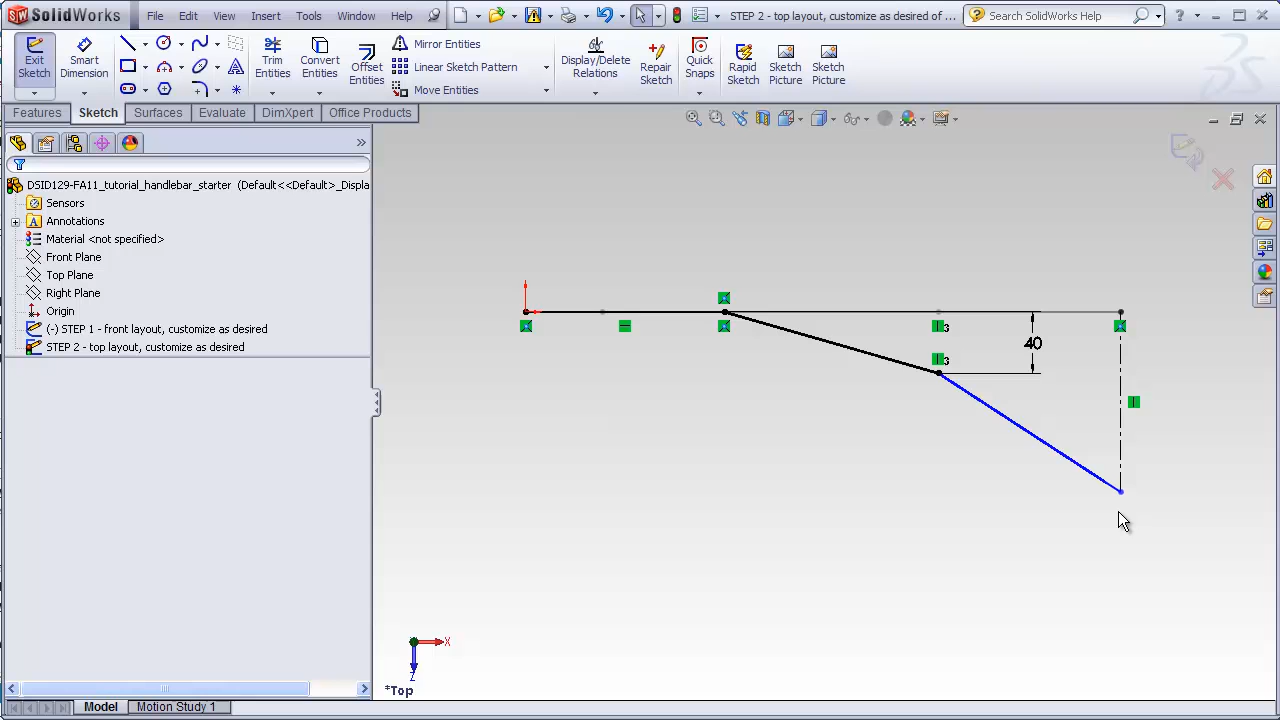 SolidWorks File Edit View Insert Tools Window Help STEP 2 - top layout, customize as desired of ... Search SolidWorks Help
Exit Sketch Smart Dimension Trim Entities Convert Entities Offset Entities Mirror Entities Linear Sketch Pattern Move Entities Display/Delete Relations Repair Sketch Quick Snaps Rapid Sketch Sketch Picture Sketch Picture
Features Sketch Surfaces Evaluate DimXpert Office Products
DSID129-FA11_tutorial_handlebar_starter (Default<<Default>_Displa
Sensors
Annotations
Material <not specified>
Front Plane
Top Plane
Right Plane
Origin
(-) STEP 1 - front layout, customize as desired
STEP 2 - top layout, customize as desired
3
40
3
X
Z
*Top
Model Motion Study 1